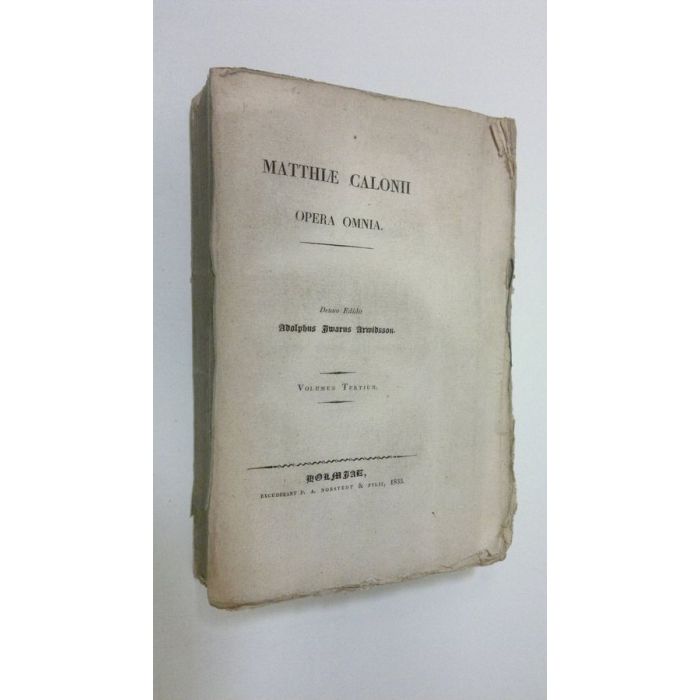 MATTHIÆ CALONII
OPERA OMNIA.
Denuo Edidit
Adolphus Iwarus Arwidsson.
Volumen Tertium.
HOLMIAE,
EXCUDEBANT P. A. NORSTEDT & FILII, 1833.